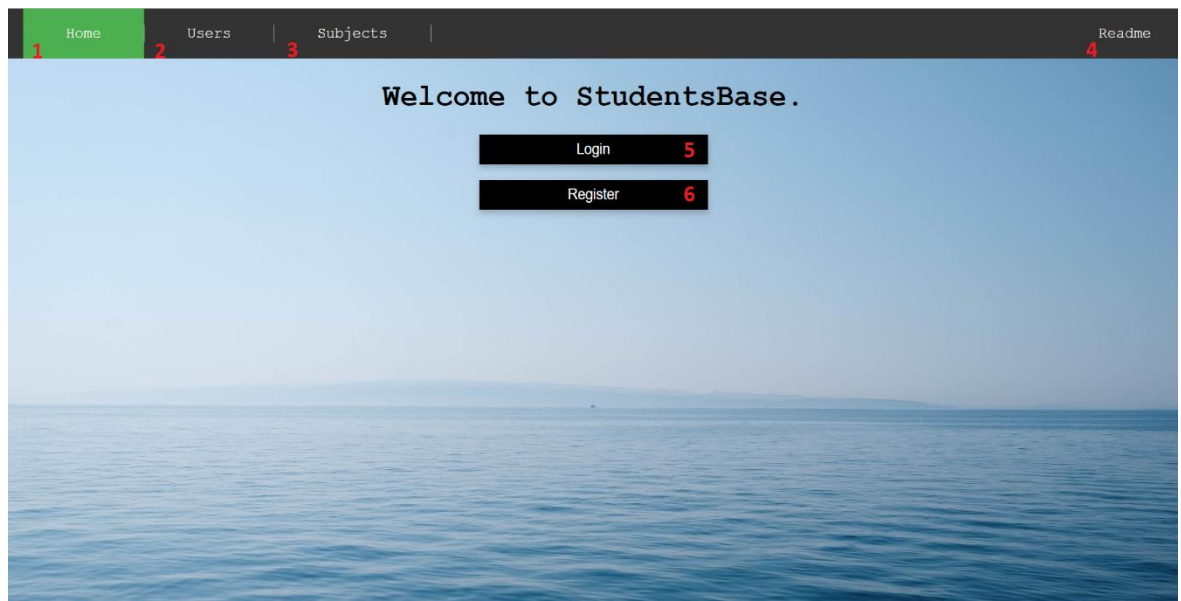 Home | Users | Subjects | Readme
1 2 3 4
Welcome to StudentsBase.
Login 5
Register 6